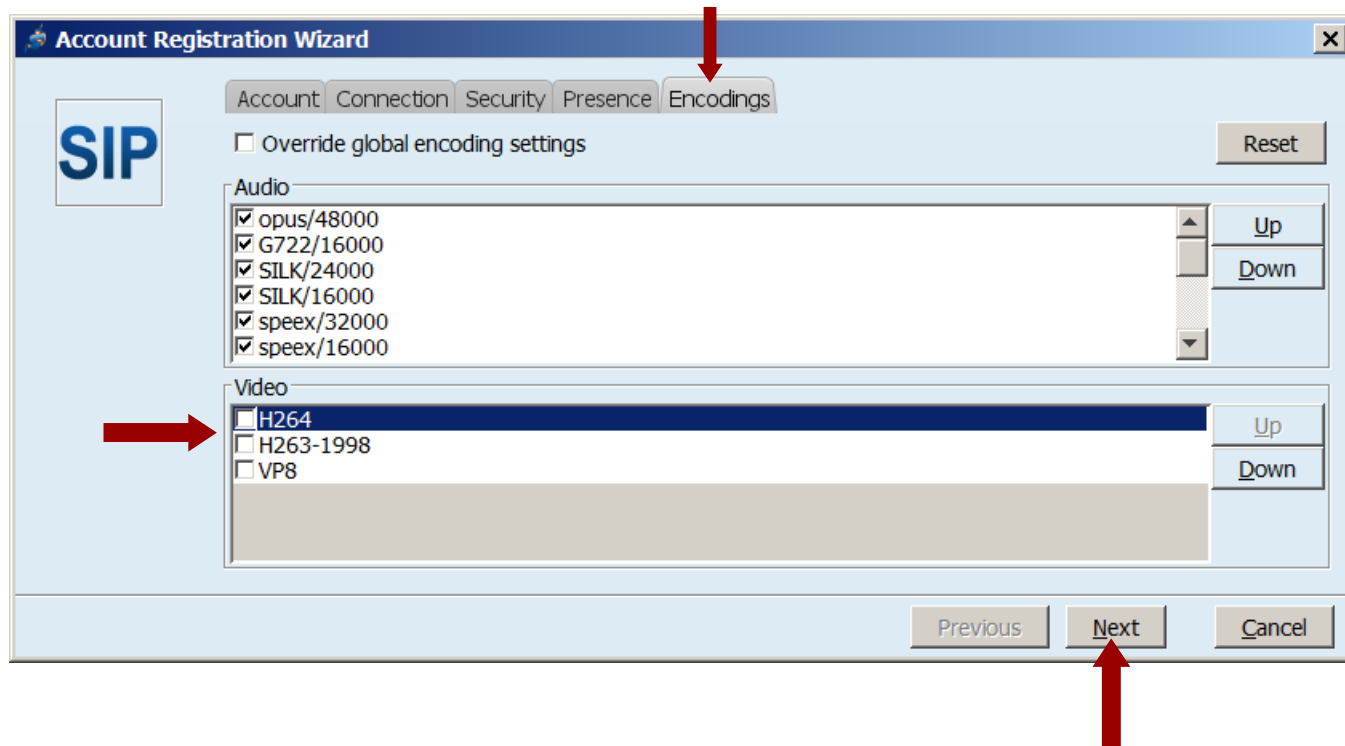 Account Registration Wizard
SIP
Account Connection Security Presence Encodings
Override global encoding settings
Reset
Audio
opus/48000
G722/16000
SILK/24000
SILK/16000
speex/32000
speex/16000
Up
Down
Video
H264
H263-1998
VP8
Up
Down
Previous Next Cancel